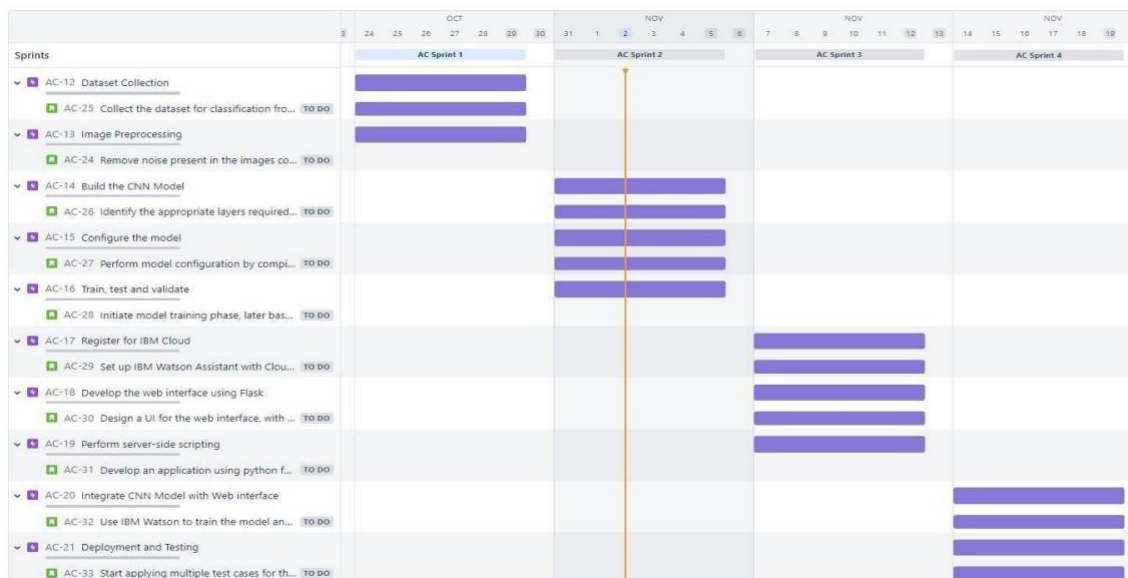 OCT NOV NOV NOV
3 24 25 26 27 28 29 30 31 1 2 3 4 5 6 7 8 9 10 11 12 13 14 15 16 17 18 19
Sprints AC Sprint 1 AC Sprint 2 AC Sprint 3 AC Sprint 4
AC-12 Dataset Collection
AC-25 Collect the dataset for classification fro... TO DO
AC-13 Image Preprocessing
AC-24 Remove noise present in the images co... TO DO
AC-14 Build the CNN Model
AC-26 Identify the appropriate layers required... TO DO
AC-15 Configure the model
AC-27 Perform model configuration by compi... TO DO
AC-16 Train, test and validate
AC-28 Initiate model training phase, later bas... TO DO
AC-17 Register for IBM Cloud
AC-29 Set up IBM Watson Assistant with Clou... TO DO
AC-18 Develop the web interface using Flask
AC-30 Design a UI for the web interface, with ... TO DO
AC-19 Perform server-side scripting
AC-31 Develop an application using python f... TO DO
AC-20 Integrate CNN Model with Web interface
AC-32 Use IBM Watson to train the model an... TO DO
AC-21 Deployment and Testing
AC-33 Start applying multiple test cases for th... TO DO